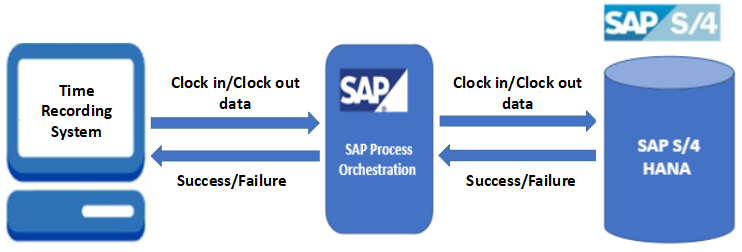 SAP S/4
Time
Recording
System
Clock in/Clock out
data
Success/Failure
SAP
®
SAP Process
Orchestration
Clock in/Clock out
data
Success/Failure
SAP S/4
HANA